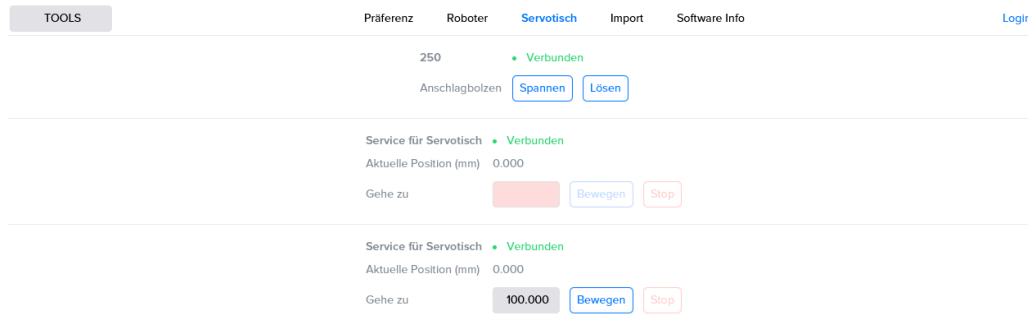 TOOLS Präferenz Roboter Servotisch Import Software Info Login
250 Verbunden
Anschlagbolzen Spannen Lösen
Service für Servotisch Verbunden
Aktuelle Position (mm) 0.000
Gehe zu Bewegen Stop
Service für Servotisch Verbunden
Aktuelle Position (mm) 0.000
Gehe zu 100.000 Bewegen Stop